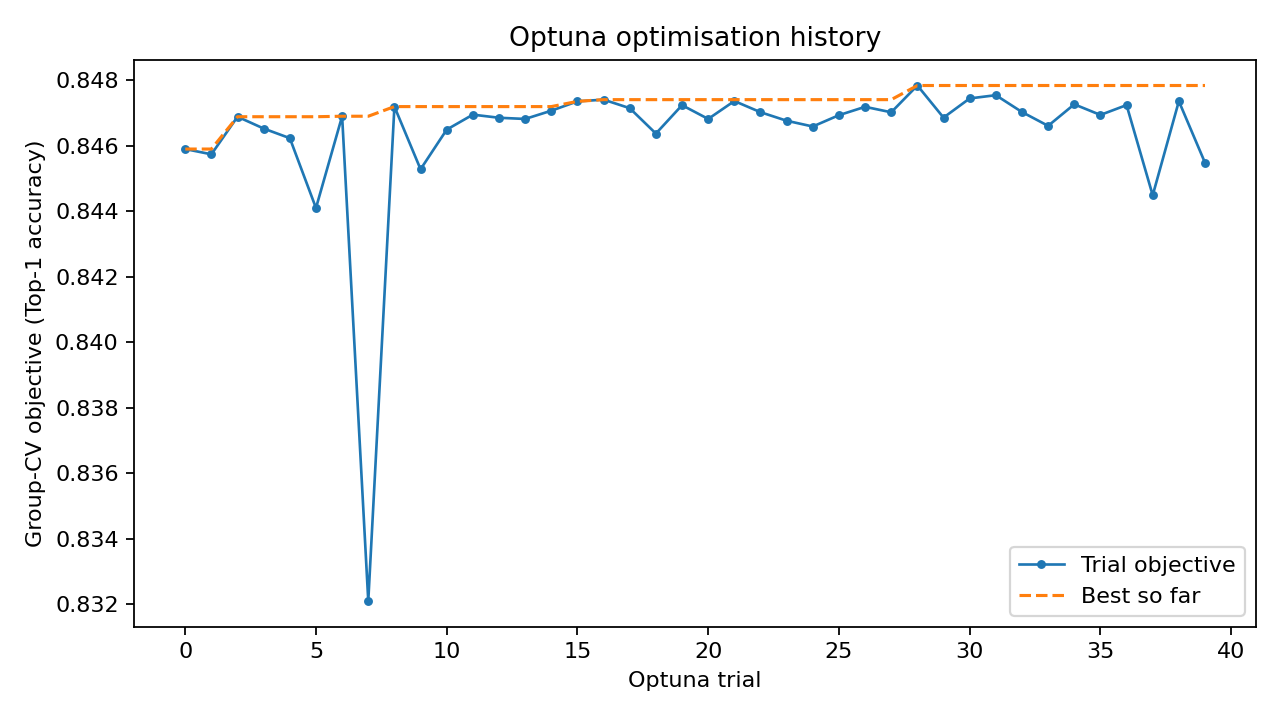 Optuna optimisation history
Group-CV objective (Top-1 accuracy)
0.848
0.846
0.844
0.842
0.840
0.838
0.836
0.834
0.832
Trial objective
Best so far
0 5 10 15 20 25 30 35 40
Optuna trial